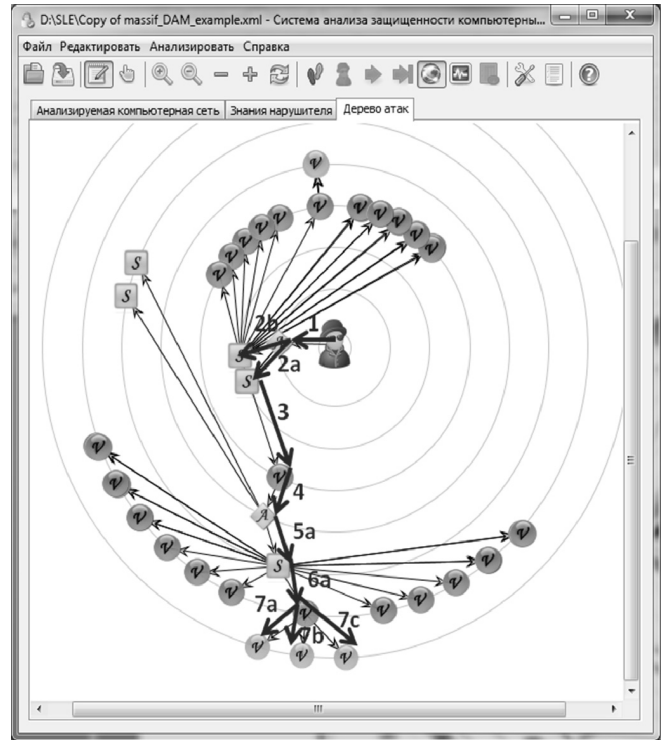 D:\SLE\Copy of massif_DAM_example.xml - Система анализа защищенности компьютерны...
Файл Редактировать Анализировать Справка
Анализируемая компьютерная сеть Знания нарушителя Дерево атак
V
V V V V V V V V V V V
S
S
2b 1
S
2a
S
3
V
V
4
A
V
V
5a
V
V
S
V
6a
V
V
V
V
V
7a
V
7c
7b
V V V